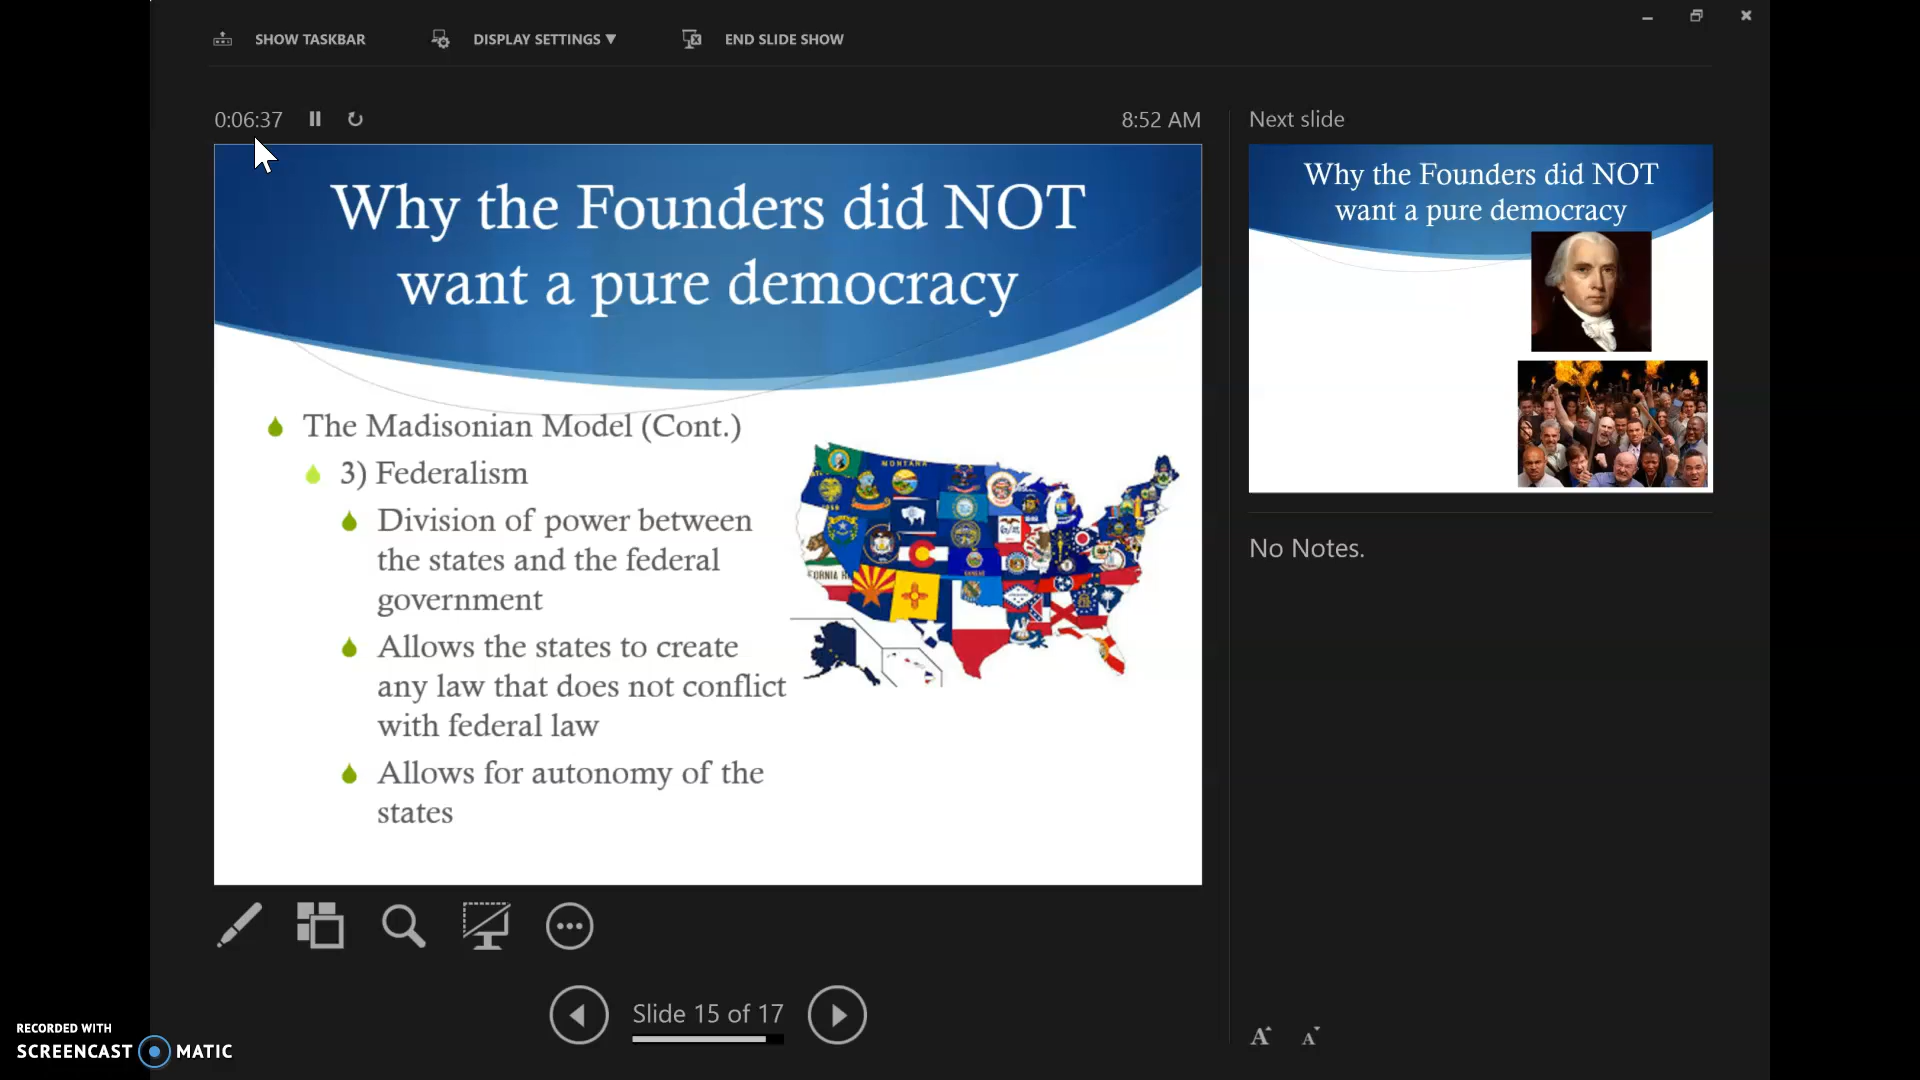 SHOW TASKBAR
DISPLAY SETTINGS ▼
END SLIDE SHOW
0:06:37
8:52 AM
Why the Founders did NOT
want a pure democracy
The Madisonian Model (Cont.)
3) Federalism
Division of power between
the states and the federal
government
Allows the states to create
any law that does not conflict
with federal law
Allows for autonomy of the
states
MONTANA
Slide 15 of 17
Next slide
Why the Founders did NOT
want a pure democracy
No Notes.
A A
RECORDED WITH
SCREENCAST MATIC